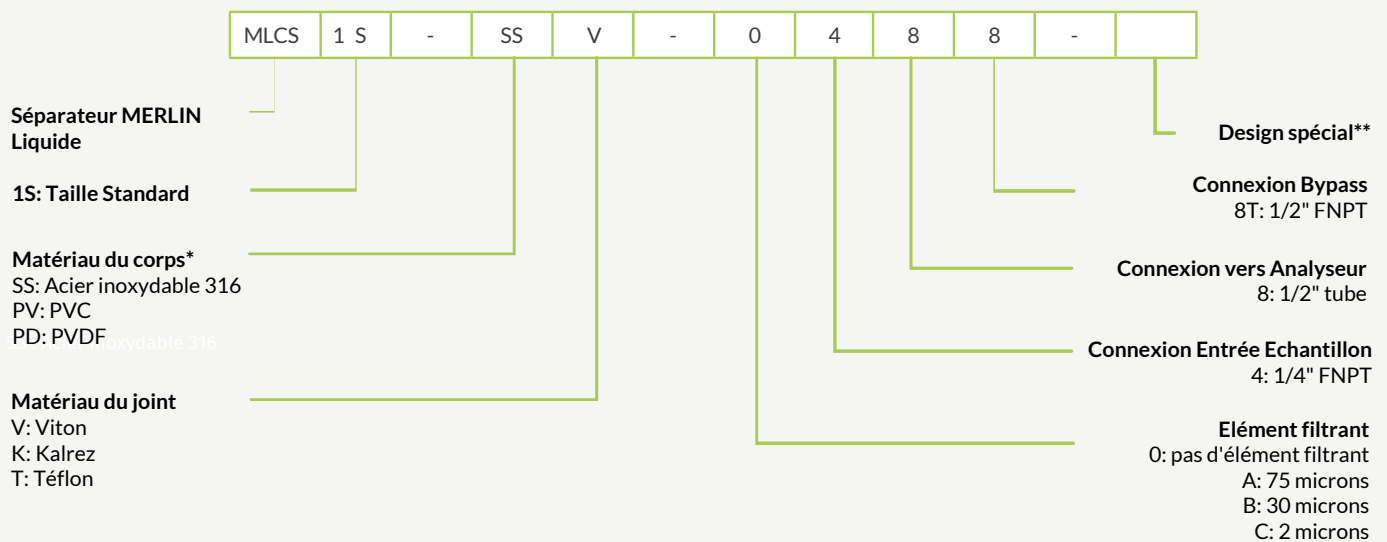 MLCS 1 S - SS V - 0 4 8 8 -
Séparateur MERLIN
Liquide
1S: Taille Standard
Matériau du corps*
SS: Acier inoxydable 316
PV: PVC
PD: PVDF
Matériau du joint
V: Viton
K: Kalrez
T: Téflon
Design spécial**
Connexion Bypass
8T: 1/2" FNPT
Connexion vers Analyseur
8: 1/2" tube
Connexion Entrée Echantillon
4: 1/4" FNPT
Elément filtrant
0: pas d'élément filtrant
A: 75 microns
B: 30 microns
C: 2 microns